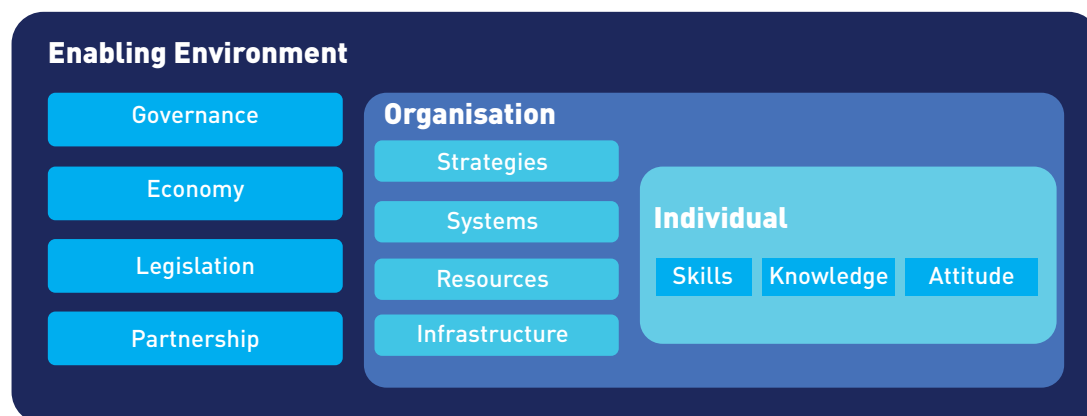 Enabling Environment
Governance
Economy
Legislation
Partnership
Organisation
Strategies
Systems
Resources
Infrastructure
Individual
Skills
Knowledge
Attitude